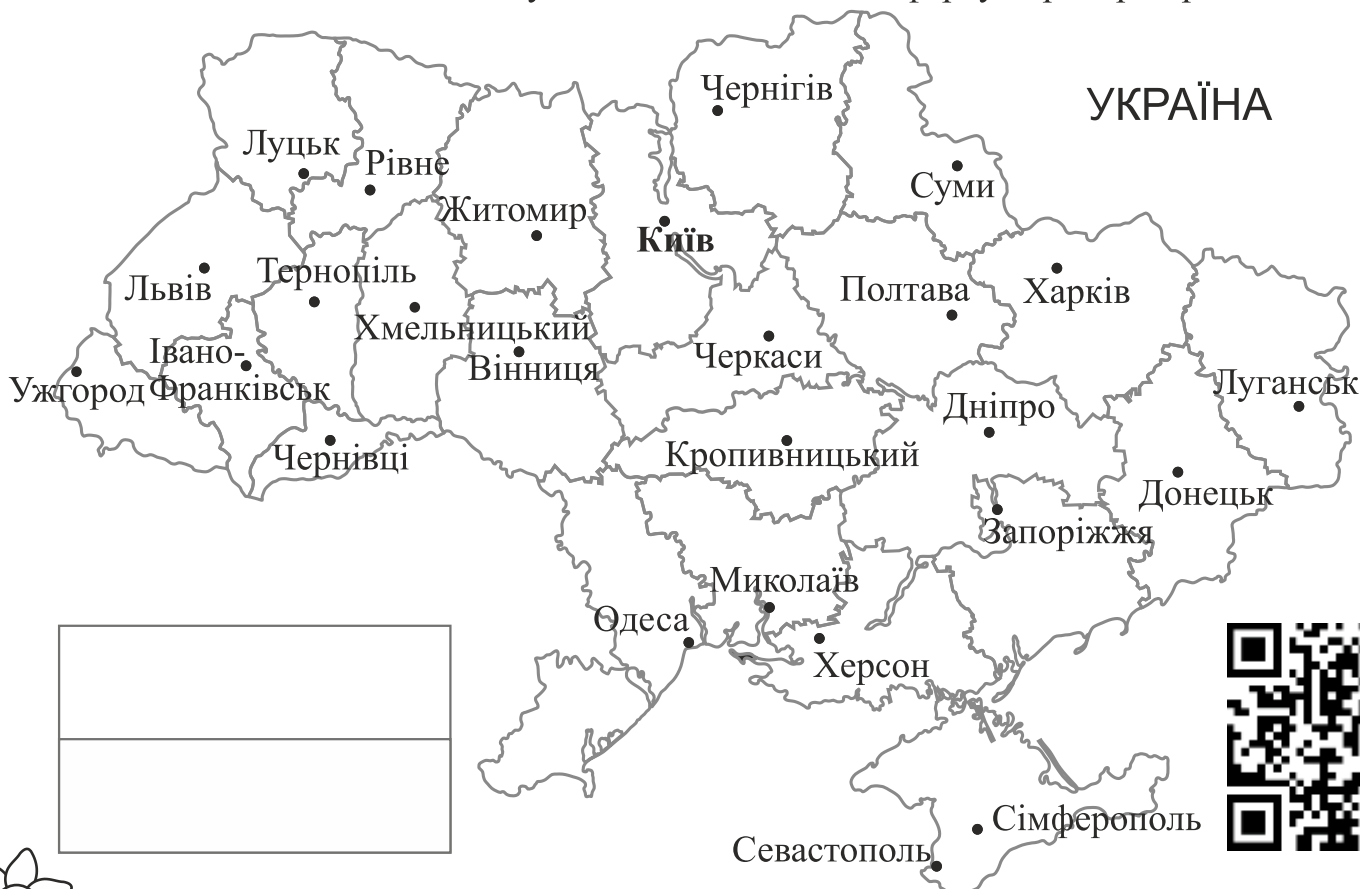 УКРАЇНА
Чернігів
Луцьк
Рівне
Суми
Житомир
Київ
Тернопіль
Львів
Полтава
Харків
Хмельницький
Івано-
Франківськ
Вінниця
Черкаси
Ужгород
Луганськ
Дніпро
Чернівці
Кропивницький
Донецьк
Запоріжжя
Миколаїв
Одеса
Херсон
Сімферополь
Севастополь